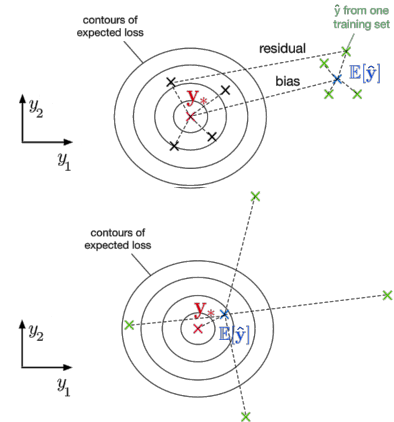 contours of
expected loss
ŷ from one
training set
residual
bias
𝔼[ŷ]
y*
y₂
y₁
contours of
expected loss
y*
𝔼[ŷ]
y₂
y₁